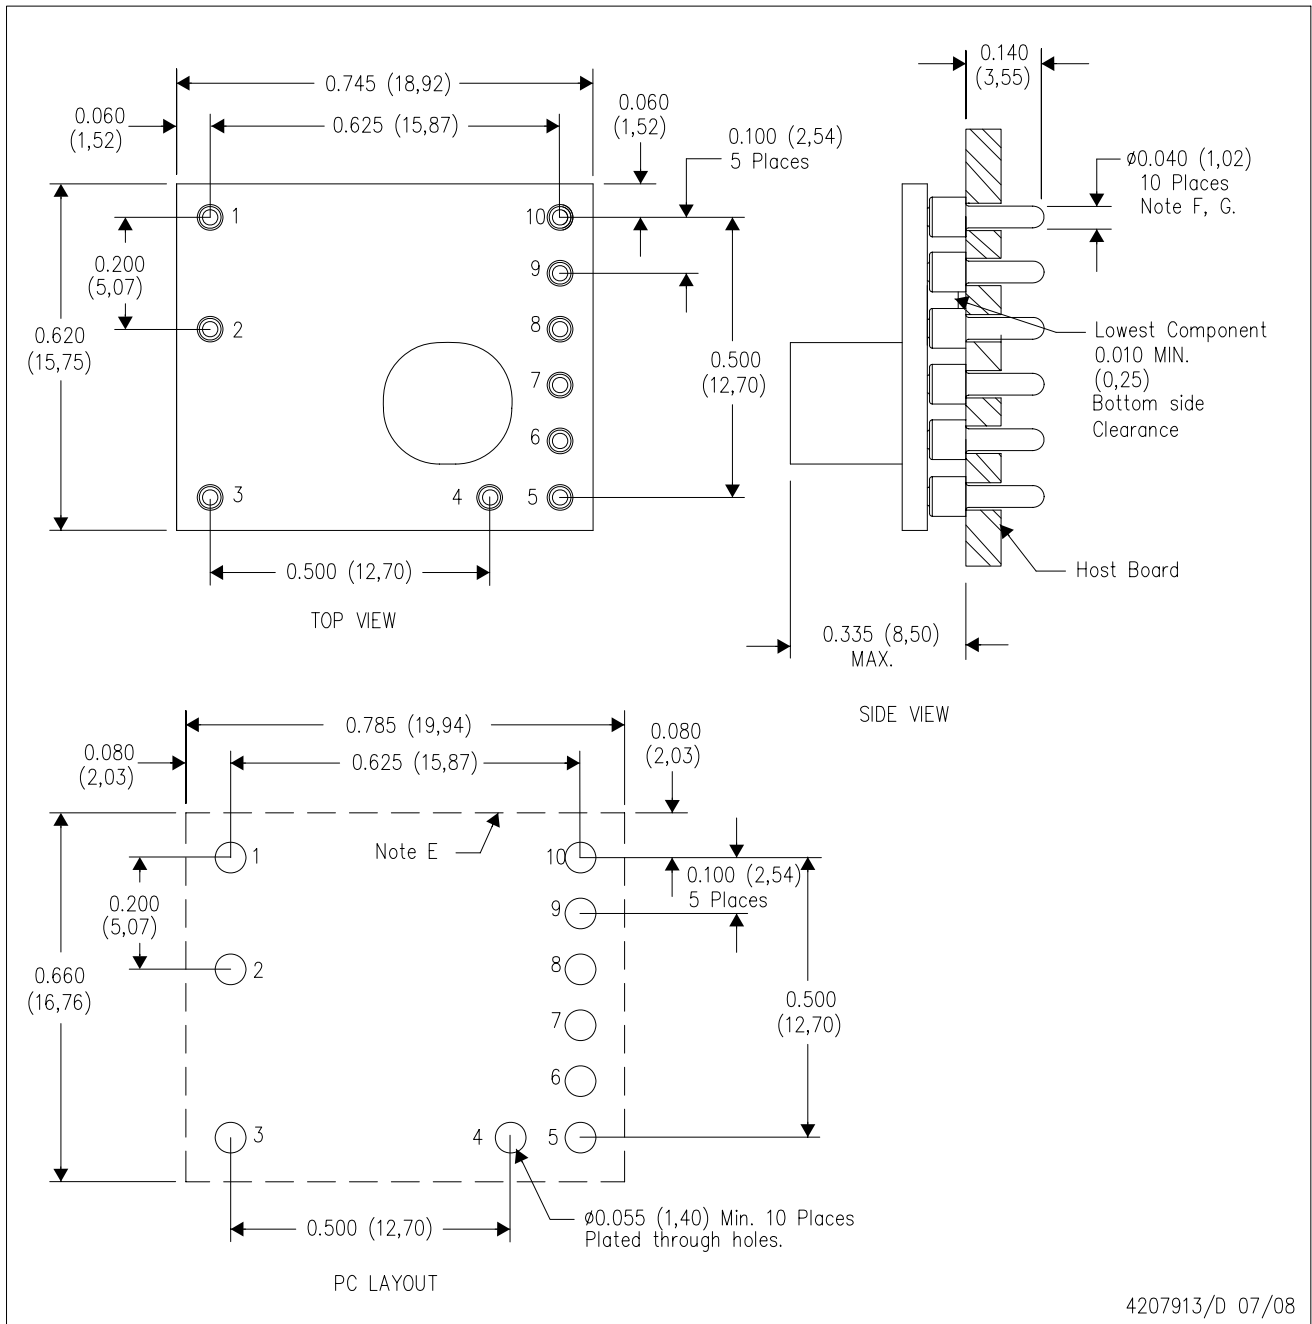 0.140
(3,55)
0.745 (18,92)
0.060
(1,52)
0.060
(1,52)
0.625 (15,87)
0.100 (2,54)
5 Places
ø0.040 (1,02)
10 Places
Note F, G.
1
10
0.200
(5,07)
9
2
8
0.620
(15,75)
0.500
(12,70)
Lowest Component
0.010 MIN.
(0,25)
Bottom side
Clearance
7
6
3
4
5
0.500 (12,70)
Host Board
TOP VIEW
0.335 (8,50)
MAX.
SIDE VIEW
0.785 (19,94)
0.080
(2,03)
0.080
(2,03)
0.625 (15,87)
Note E
1
10
0.100 (2,54)
5 Places
0.200
(5,07)
9
2
8
0.660
(16,76)
0.500
(12,70)
7
6
3
4
5
0.500 (12,70)
ø0.055 (1,40) Min. 10 Places
Plated through holes.
PC LAYOUT
4207913/D 07/08